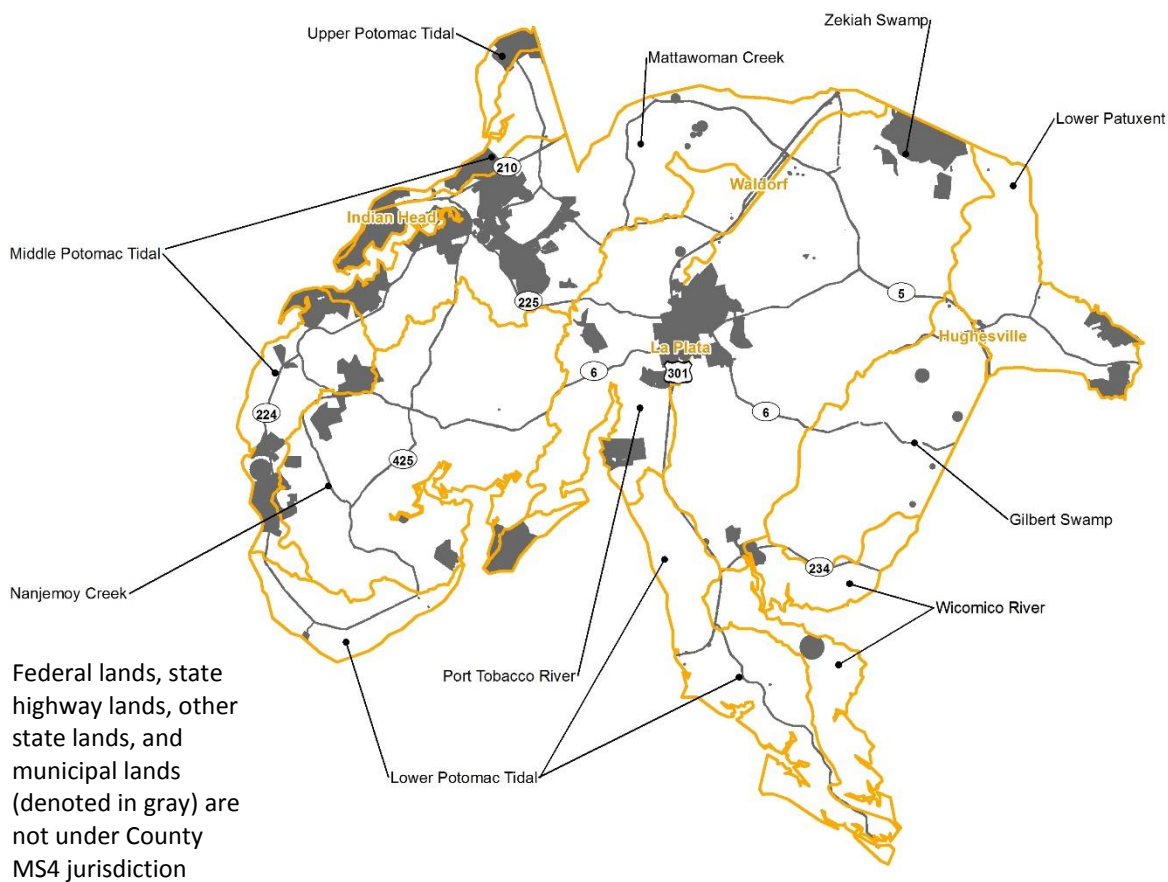 Zekiah Swamp
Upper Potomac Tidal
Mattawoman Creek
Lower Patuxent
210
Waldorf
Indian Head
Middle Potomac Tidal
225
5
Hughesville
La Plata
301
6
224
6
425
Gilbert Swamp
234
Nanjemoy Creek
Wicomico River
Port Tobacco River
Lower Potomac Tidal
Federal lands, state
highway lands, other
state lands, and
municipal lands
(denoted in gray) are
not under County
MS4 jurisdiction